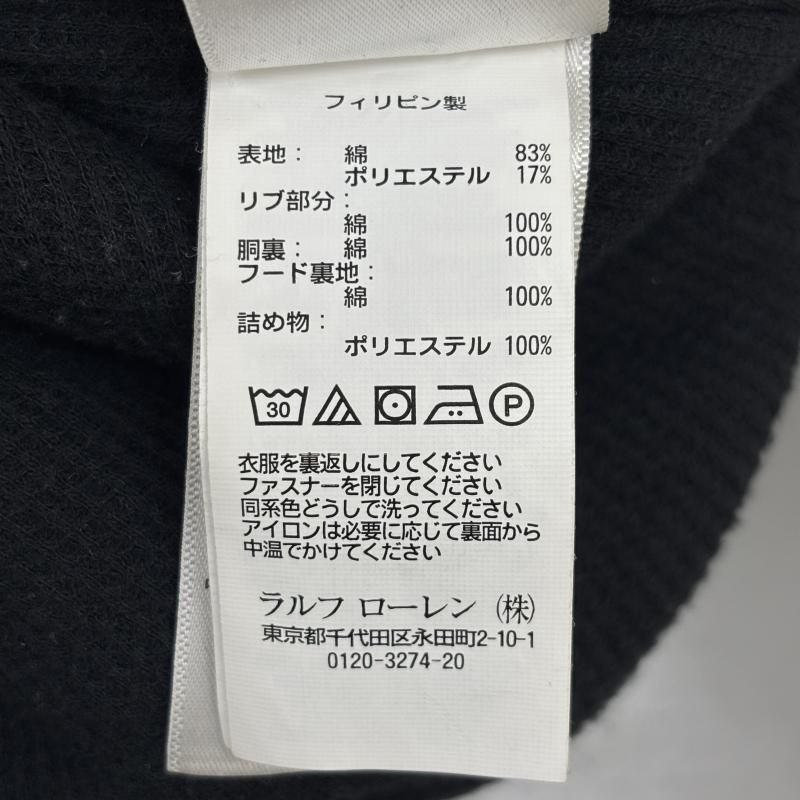 フィリピン製
表地: 綿 83%
ポリエステル 17%
リブ部分:
綿 100%
胴裏: 綿 100%
フード裏地:
綿 100%
詰め物:
ポリエステル 100%
30 P
衣服を裏返しにしてください
ファスナーを閉じてください
同系色どうしで洗ってください
アイロンは必要に応じて裏面から
中温でかけてください
ラルフ ローレン (株)
東京都千代田区永田町2-10-1
0120-3274-20